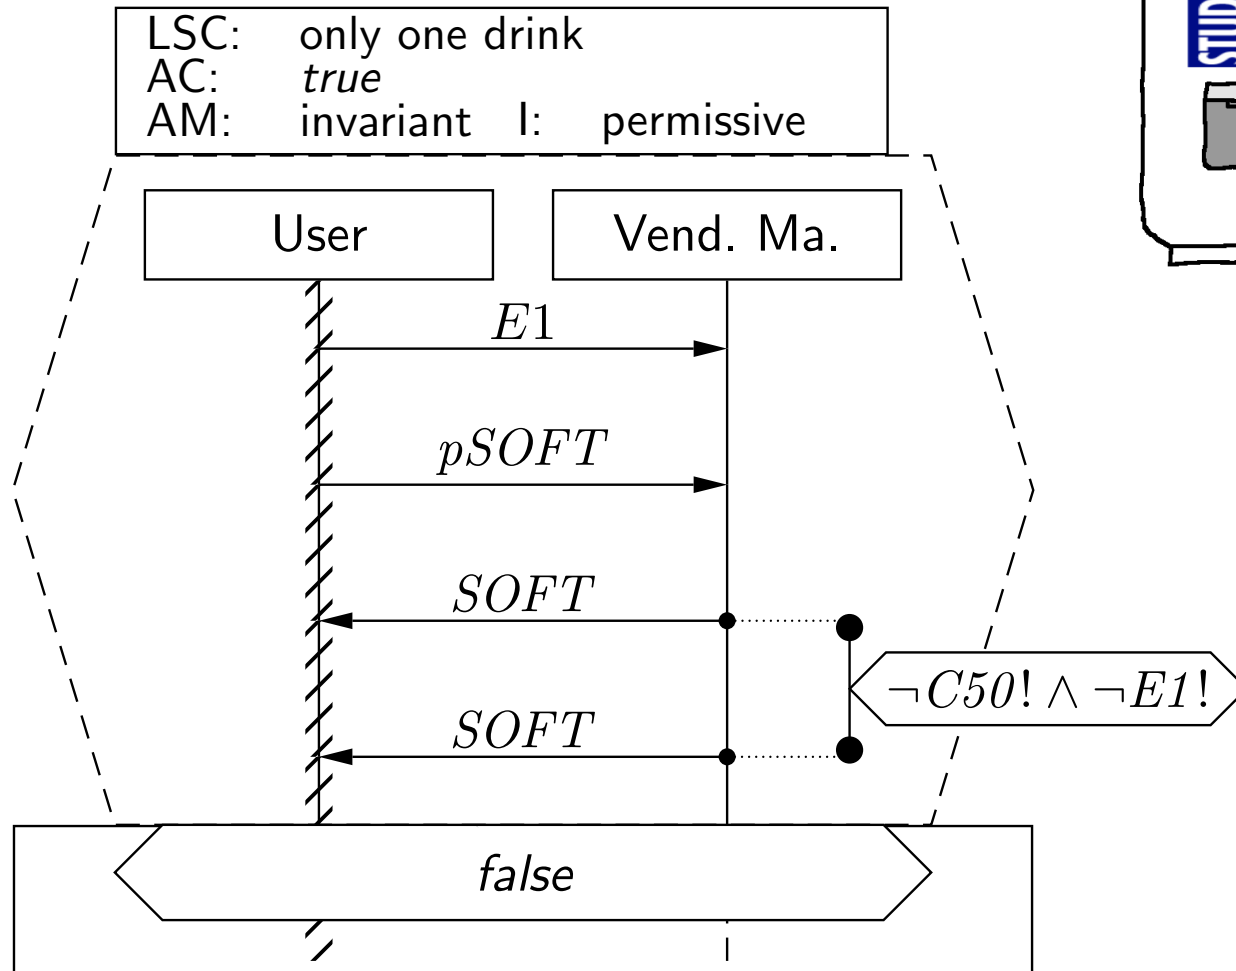 LSC: only one drink
AC: true
AM: invariant I: permissive
STUD
User Vend. Ma.
E1
pSOFT
SOFT
¬C50! ∧ ¬E1!
SOFT
false